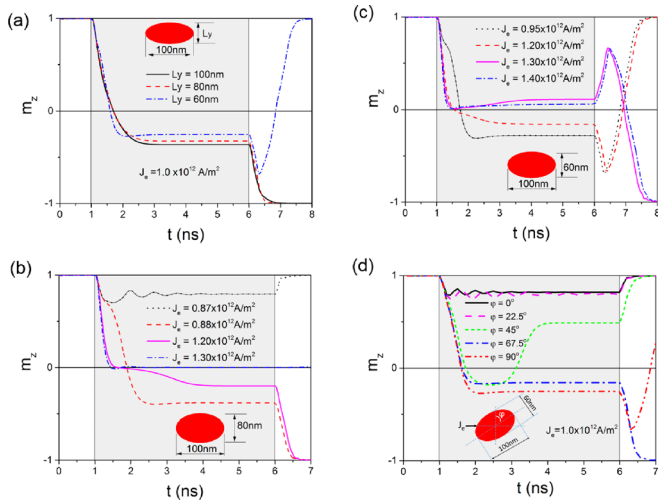 (a)
Ly
100nm
Ly = 100nm
Ly = 80nm
Ly = 60nm
Je =1.0 x10^12 A/m^2
mz
1
0
-1
0 1 2 3 4 5 6 7 8
t (ns)
(c)
Je = 0.95x10^12A/m^2
Je = 1.20x10^12A/m^2
Je = 1.30x10^12A/m^2
Je = 1.40x10^12A/m^2
60nm
100nm
mz
1
0
-1
0 1 2 3 4 5 6 7 8
t (ns)
(b)
Je = 0.87x10^12A/m^2
Je = 0.88x10^12A/m^2
Je = 1.20x10^12A/m^2
Je = 1.30x10^12A/m^2
80nm
100nm
mz
1
0
-1
0 1 2 3 4 5 6 7
t (ns)
(d)
φ = 0°
φ = 22.5°
φ = 45°
φ = 67.5°
φ = 90°
60nm
φ
Je
100nm
Je=1.0x10^12A/m^2
mz
1
0
-1
0 1 2 3 4 5 6 7
t (ns)